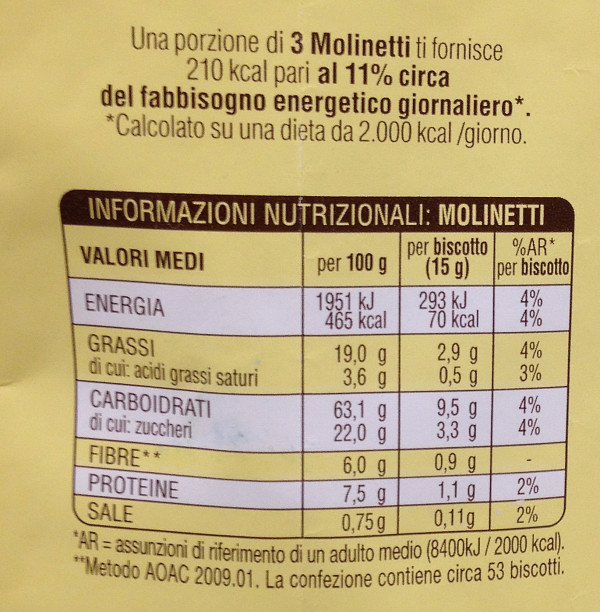 Una porzione di 3 Molinetti ti fornisce
210 kcal pari al 11% circa
del fabbisogno energetico giornaliero*.
*Calcolato su una dieta da 2.000 kcal /giorno.
INFORMAZIONI NUTRIZIONALI: MOLINETTI
VALORI MEDI per 100 g per biscotto (15 g) %AR* per biscotto
ENERGIA 1951 kJ 293 kJ 4%
465 kcal 70 kcal 4%
GRASSI 19,0 g 2,9 g 4%
di cui: acidi grassi saturi 3,6 g 0,5 g 3%
CARBOIDRATI 63,1 g 9,5 g 4%
di cui: zuccheri 22,0 g 3,3 g 4%
FIBRE** 6,0 g 0,9 g -
PROTEINE 7,5 g 1,1 g 2%
SALE 0,75 g 0,11g 2%
*AR = assunzioni di riferimento di un adulto medio (8400kJ / 2000 kcal).
**Metodo AOAC 2009.01. La confezione contiene circa 53 biscotti.